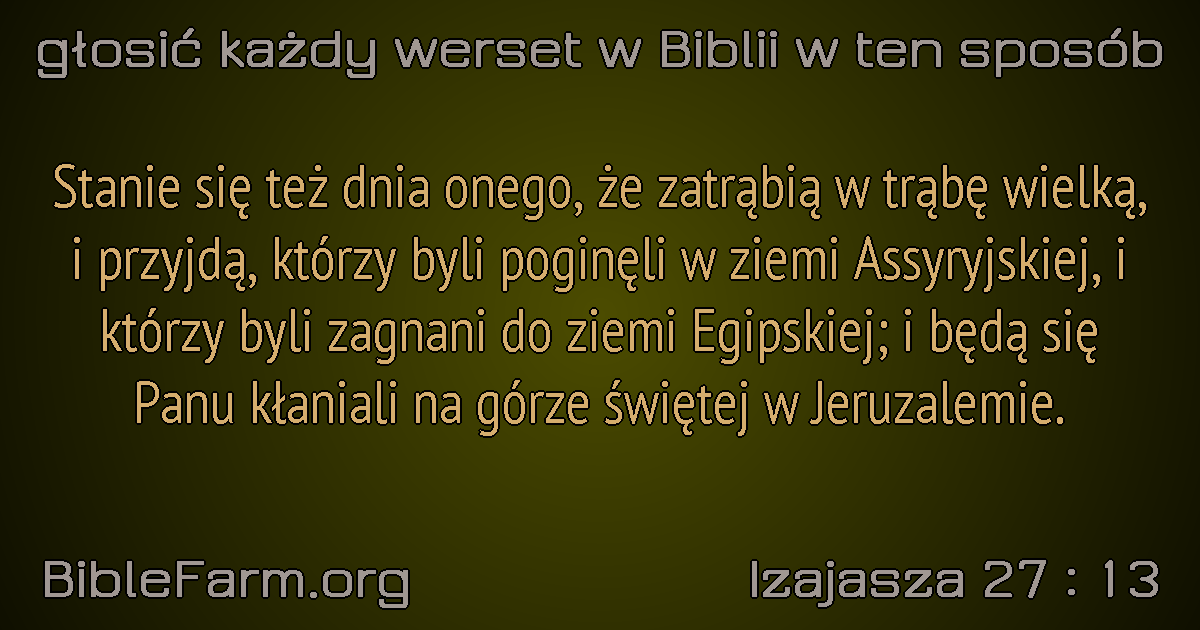 głosić każdy werset w Biblii w ten sposób
Stanie się też dnia onego, że zatrąbią w trąbę wielką,
i przyjdą, którzy byli poginęli w ziemi Assyryjskiej, i
którzy byli zagnani do ziemi Egipskiej; i będą się
Panu kłaniali na górze świętej w Jeruzalemie.
BibleFarm.org
Izajasza 27 : 13